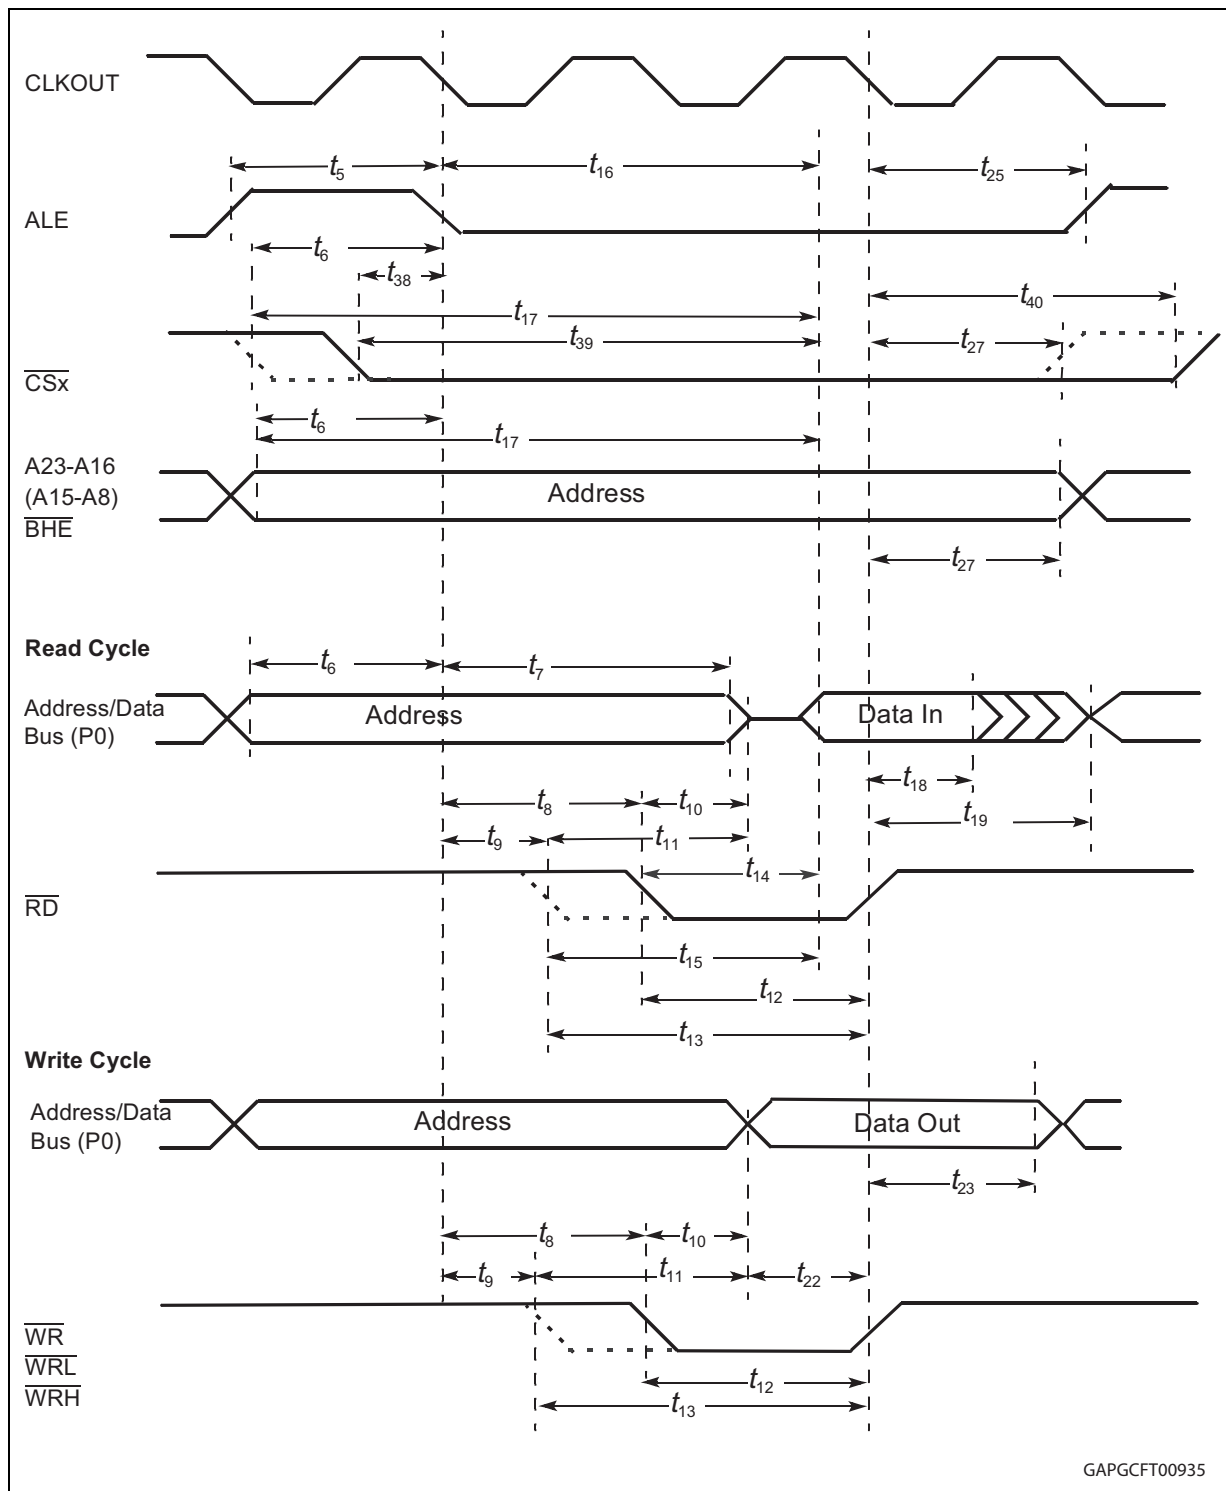 CLKOUT
t5 t16 t25
ALE
t6
t38
t40
t17
t39 t27
CSx
t6
t17
A23-A16
(A15-A8)
BHE
Address
t27
Read Cycle
t6 t7
Address/Data
Bus (P0)
Address Data In
t18
t8 t10
t19
t9 t11
t14
RD
t15
t12
t13
Write Cycle
Address/Data
Bus (P0)
Address Data Out
t23
t8 t10
t9 t11 t22
WR
WRL
WRH
t12
t13
GAPGCFT00935